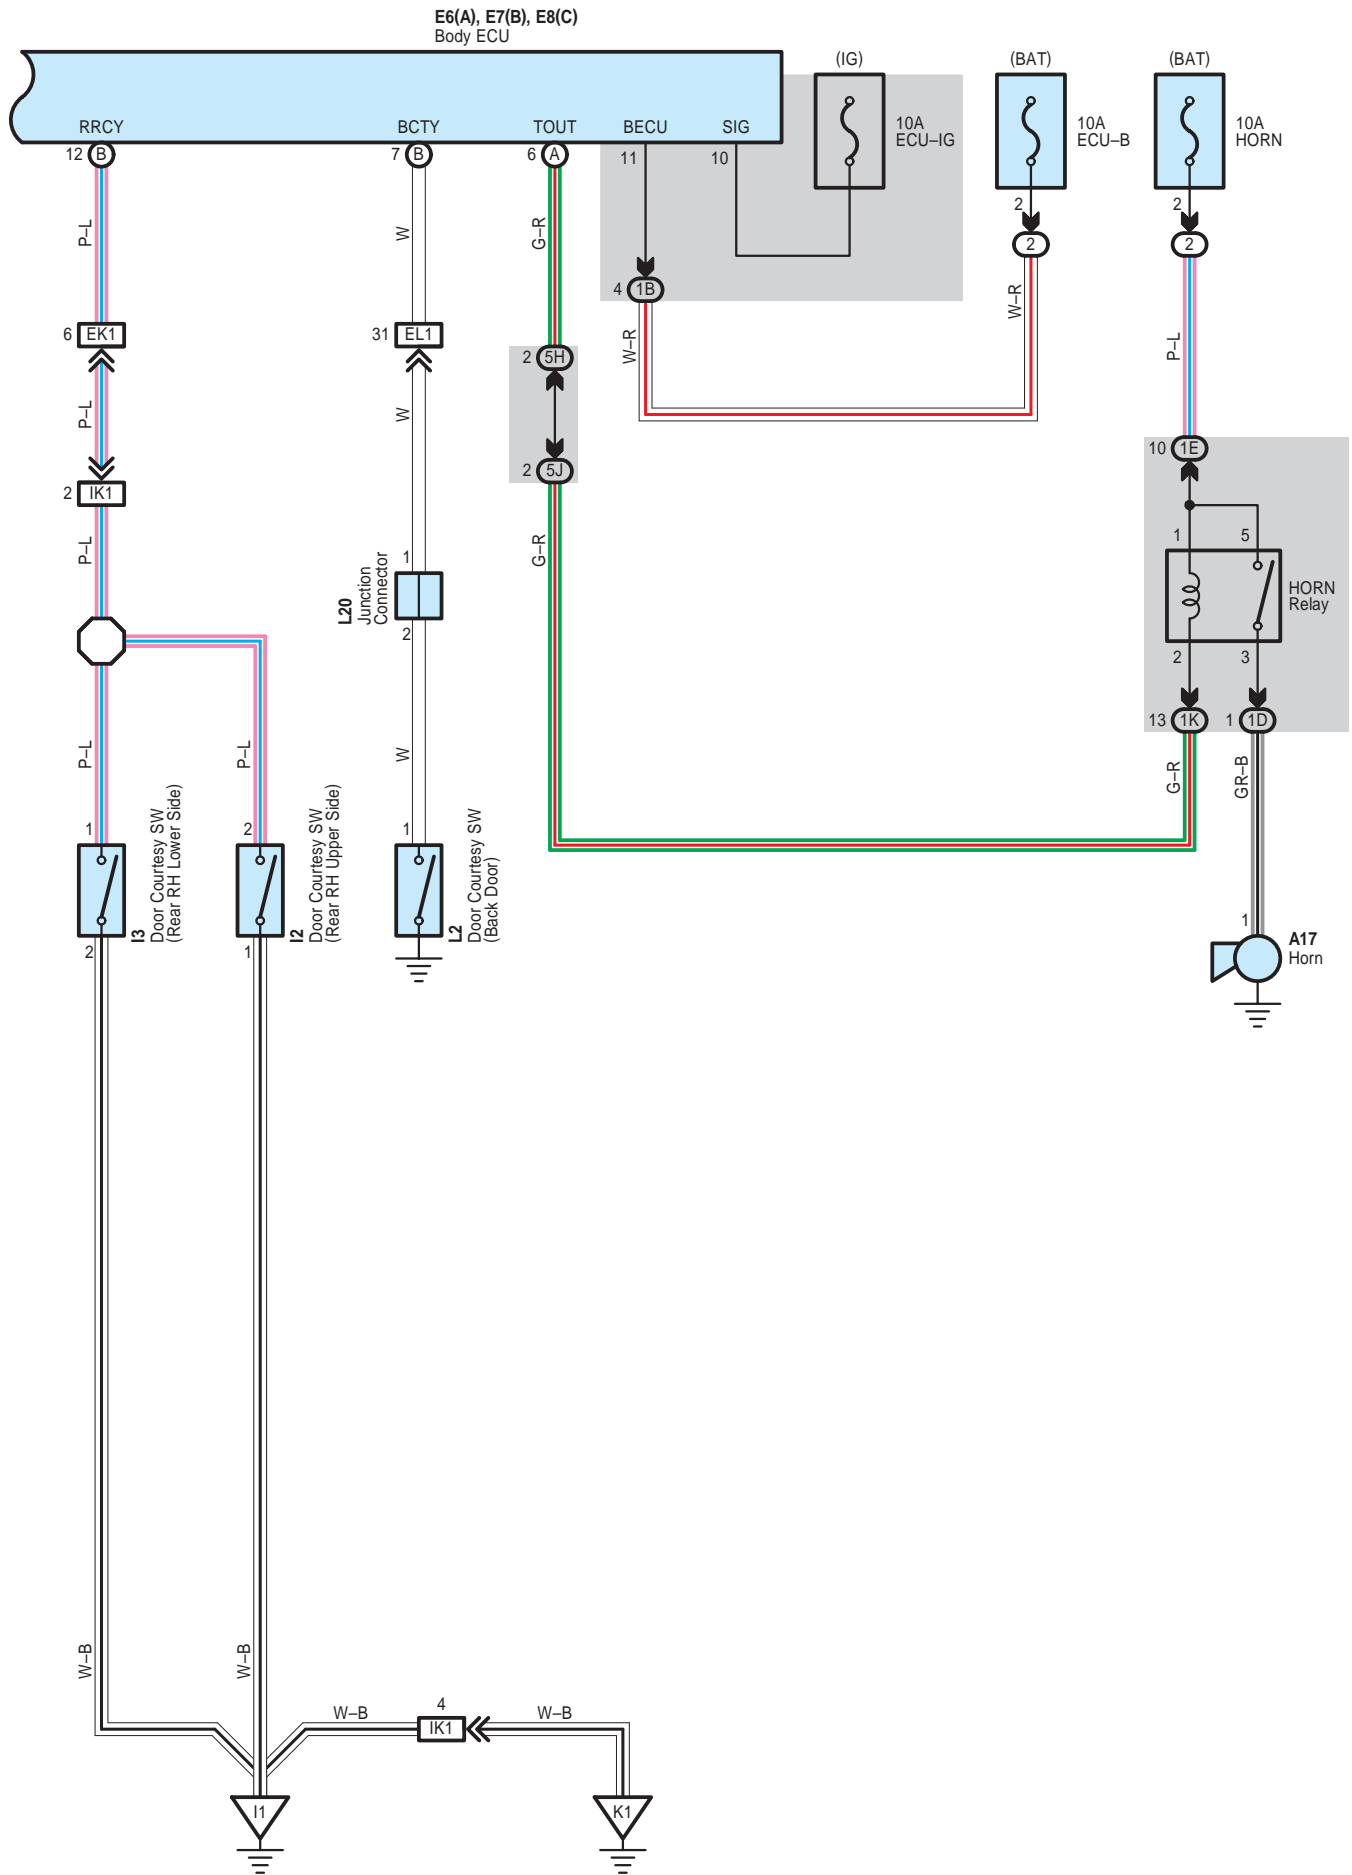 E6(A), E7(B), E8(C)
Body ECU
RRCY
BCTY
TOUT
BECU
SIG
(IG)
10A
ECU–IG
(BAT)
10A
ECU–B
(BAT)
10A
HORN
12 B
7 B
6 A
11
10
2
2
2
2
P–L
W
G–R
4 1B
W–R
W–R
P–L
6 EK1
31 EL1
2 5H
P–L
W
2 5J
10 1E
2 IK1
P–L
G–R
1
5
HORN
Relay
2
3
L20
Junction
Connector
1
2
13 1K
1 1D
P–L
P–L
W
G–R
GR–B
1
2
1
I3
Door Courtesy SW
(Rear RH Lower Side)
I2
Door Courtesy SW
(Rear RH Upper Side)
L2
Door Courtesy SW
(Back Door)
2
1
1
A17
Horn
W–B
W–B
W–B
4
IK1
W–B
I1
K1